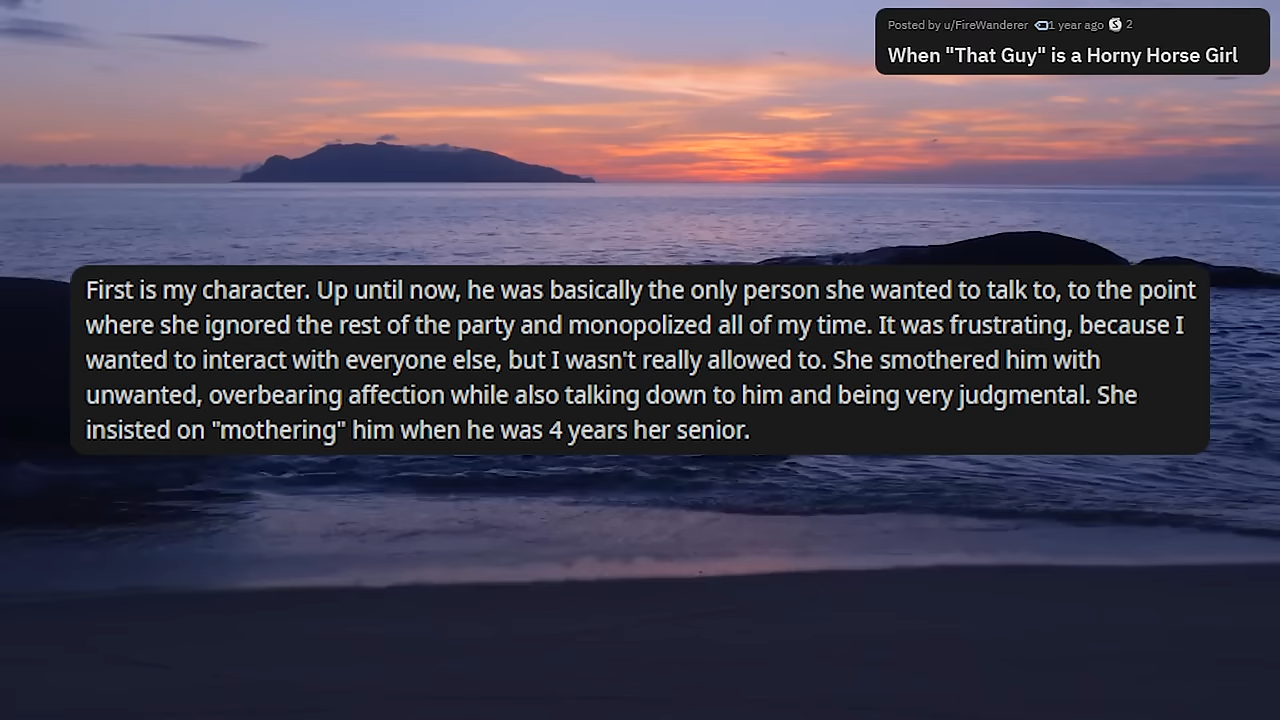 Posted by u/FireWanderer 1 year ago S 2
When "That Guy" is a Horny Horse Girl
First is my character. Up until now, he was basically the only person she wanted to talk to, to the point
where she ignored the rest of the party and monopolized all of my time. It was frustrating, because I
wanted to interact with everyone else, but I wasn't really allowed to. She smothered him with
unwanted, overbearing affection while also talking down to him and being very judgmental. She
insisted on "mothering" him when he was 4 years her senior.